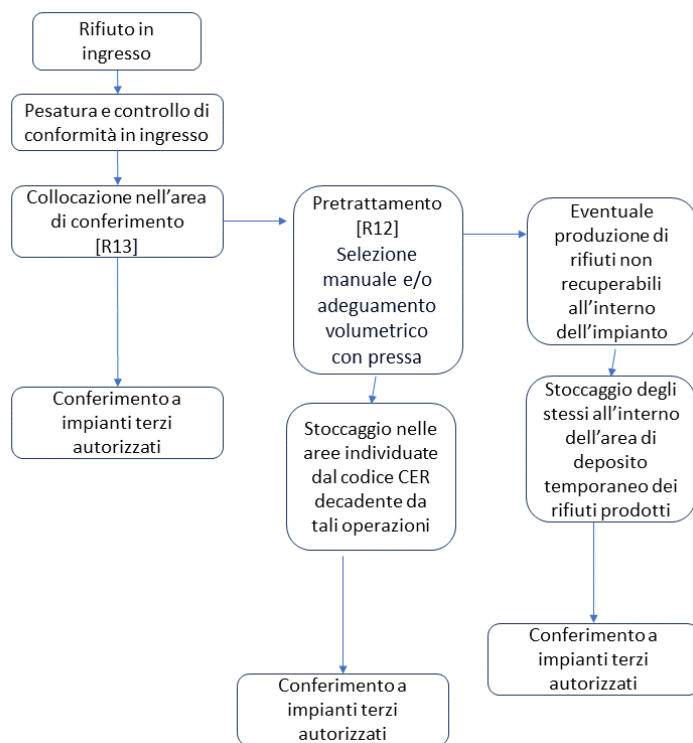 Rifiuto in
ingresso
Pesatura e controllo di
conformità in ingresso
Collocazione nell'area
di conferimento
[R13]
Pretrattamento
[R12]
Selezione
manuale e/o
adeguamento
volumetrico
con pressa
Eventuale
produzione di
rifiuti non
recuperabili
all'interno
dell'impianto
Conferimento a
impianti terzi
autorizzati
Stoccaggio nelle
aree individuate
dal codice CER
decadente da
tali operazioni
Stoccaggio degli
stessi all'interno
dell'area di
deposito
temporaneo dei
rifiuti prodotti
Conferimento a
impianti terzi
autorizzati
Conferimento a
impianti terzi
autorizzati